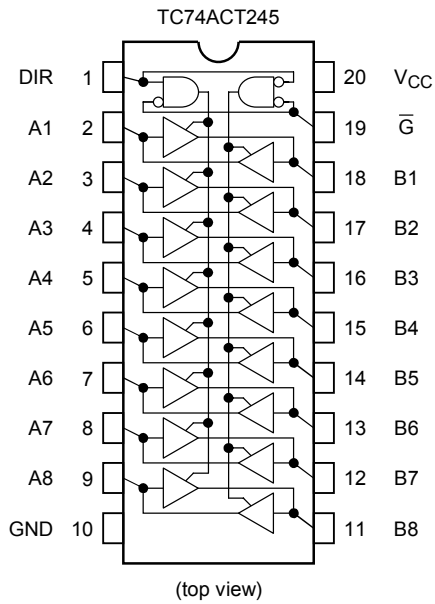 TC74ACT245
DIR 1 20 VCC
A1 2 19 G̅
A2 3 18 B1
A3 4 17 B2
A4 5 16 B3
A5 6 15 B4
A6 7 14 B5
A7 8 13 B6
A8 9 12 B7
GND 10 11 B8
(top view)